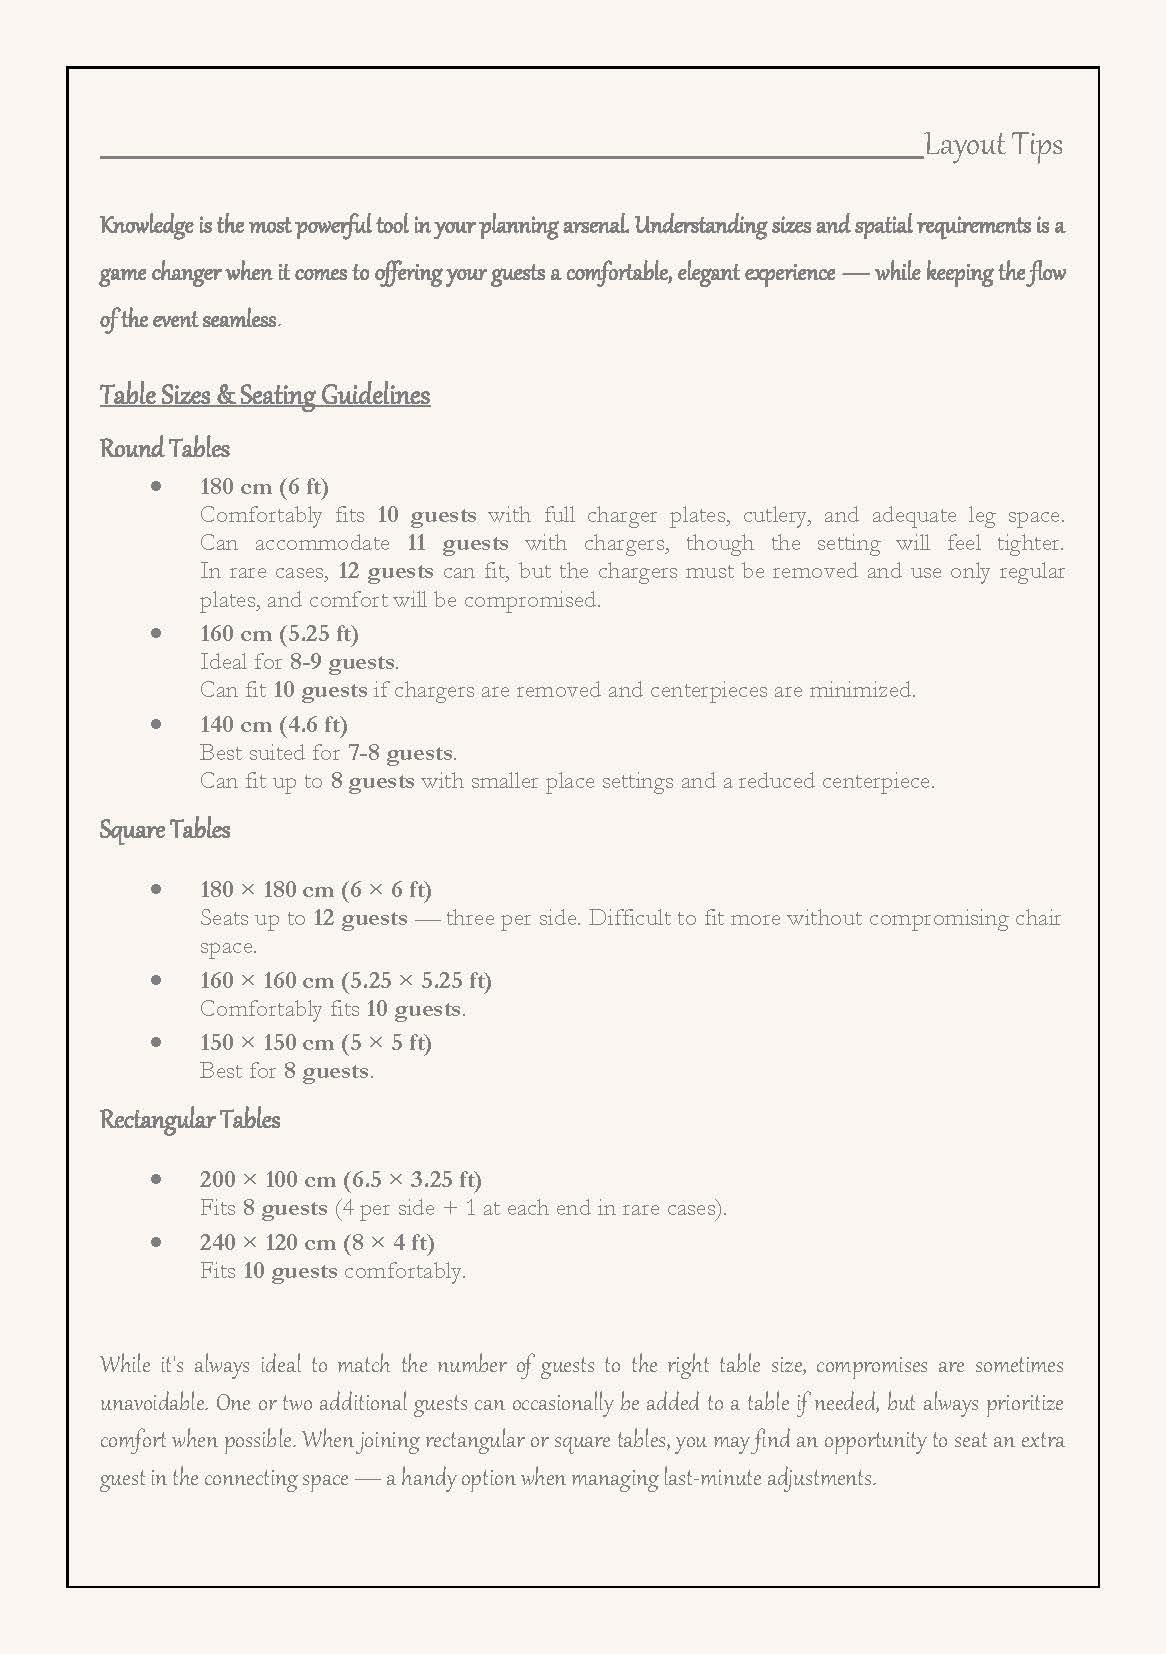 Layout Tips
Knowledge is the most powerful tool in your planning arsenal. Understanding sizes and spatial requirements is a
game changer when it comes to offering your guests a comfortable, elegant experience — while keeping the flow
of the event seamless.
Table Sizes & Seating Guidelines
Round Tables
• 180 cm (6 ft)
Comfortably fits 10 guests with full charger plates, cutlery, and adequate leg space.
Can accommodate 11 guests with chargers, though the setting will feel tighter.
In rare cases, 12 guests can fit, but the chargers must be removed and use only regular
plates, and comfort will be compromised.
• 160 cm (5.25 ft)
Ideal for 8-9 guests.
Can fit 10 guests if chargers are removed and centerpieces are minimized.
• 140 cm (4.6 ft)
Best suited for 7-8 guests.
Can fit up to 8 guests with smaller place settings and a reduced centerpiece.
Square Tables
• 180 × 180 cm (6 × 6 ft)
Seats up to 12 guests — three per side. Difficult to fit more without compromising chair
space.
• 160 × 160 cm (5.25 × 5.25 ft)
Comfortably fits 10 guests.
• 150 × 150 cm (5 × 5 ft)
Best for 8 guests.
Rectangular Tables
• 200 × 100 cm (6.5 × 3.25 ft)
Fits 8 guests (4 per side + 1 at each end in rare cases).
• 240 × 120 cm (8 × 4 ft)
Fits 10 guests comfortably.
While it's always ideal to match the number of guests to the right table size, compromises are sometimes
unavoidable. One or two additional guests can occasionally be added to a table if needed, but always prioritize
comfort when possible. When joining rectangular or square tables, you may find an opportunity to seat an extra
guest in the connecting space — a handy option when managing last-minute adjustments.